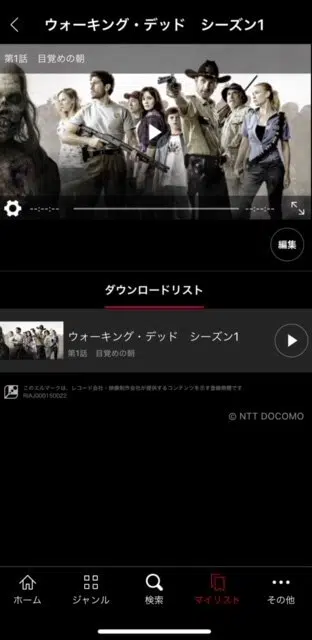 ウォーキング・デッド　シーズン1
第1話　目覚めの朝
--:--:--
--:--:--
編集
ダウンロードリスト
ウォーキング・デッド　シーズン1
第1話　目覚めの朝
このエルマークは、レコード会社・映像制作会社が提供するコンテンツを示す登録商標です
RIAJ005150022
© NTT DOCOMO
ホーム
ジャンル
検索
マイリスト
その他